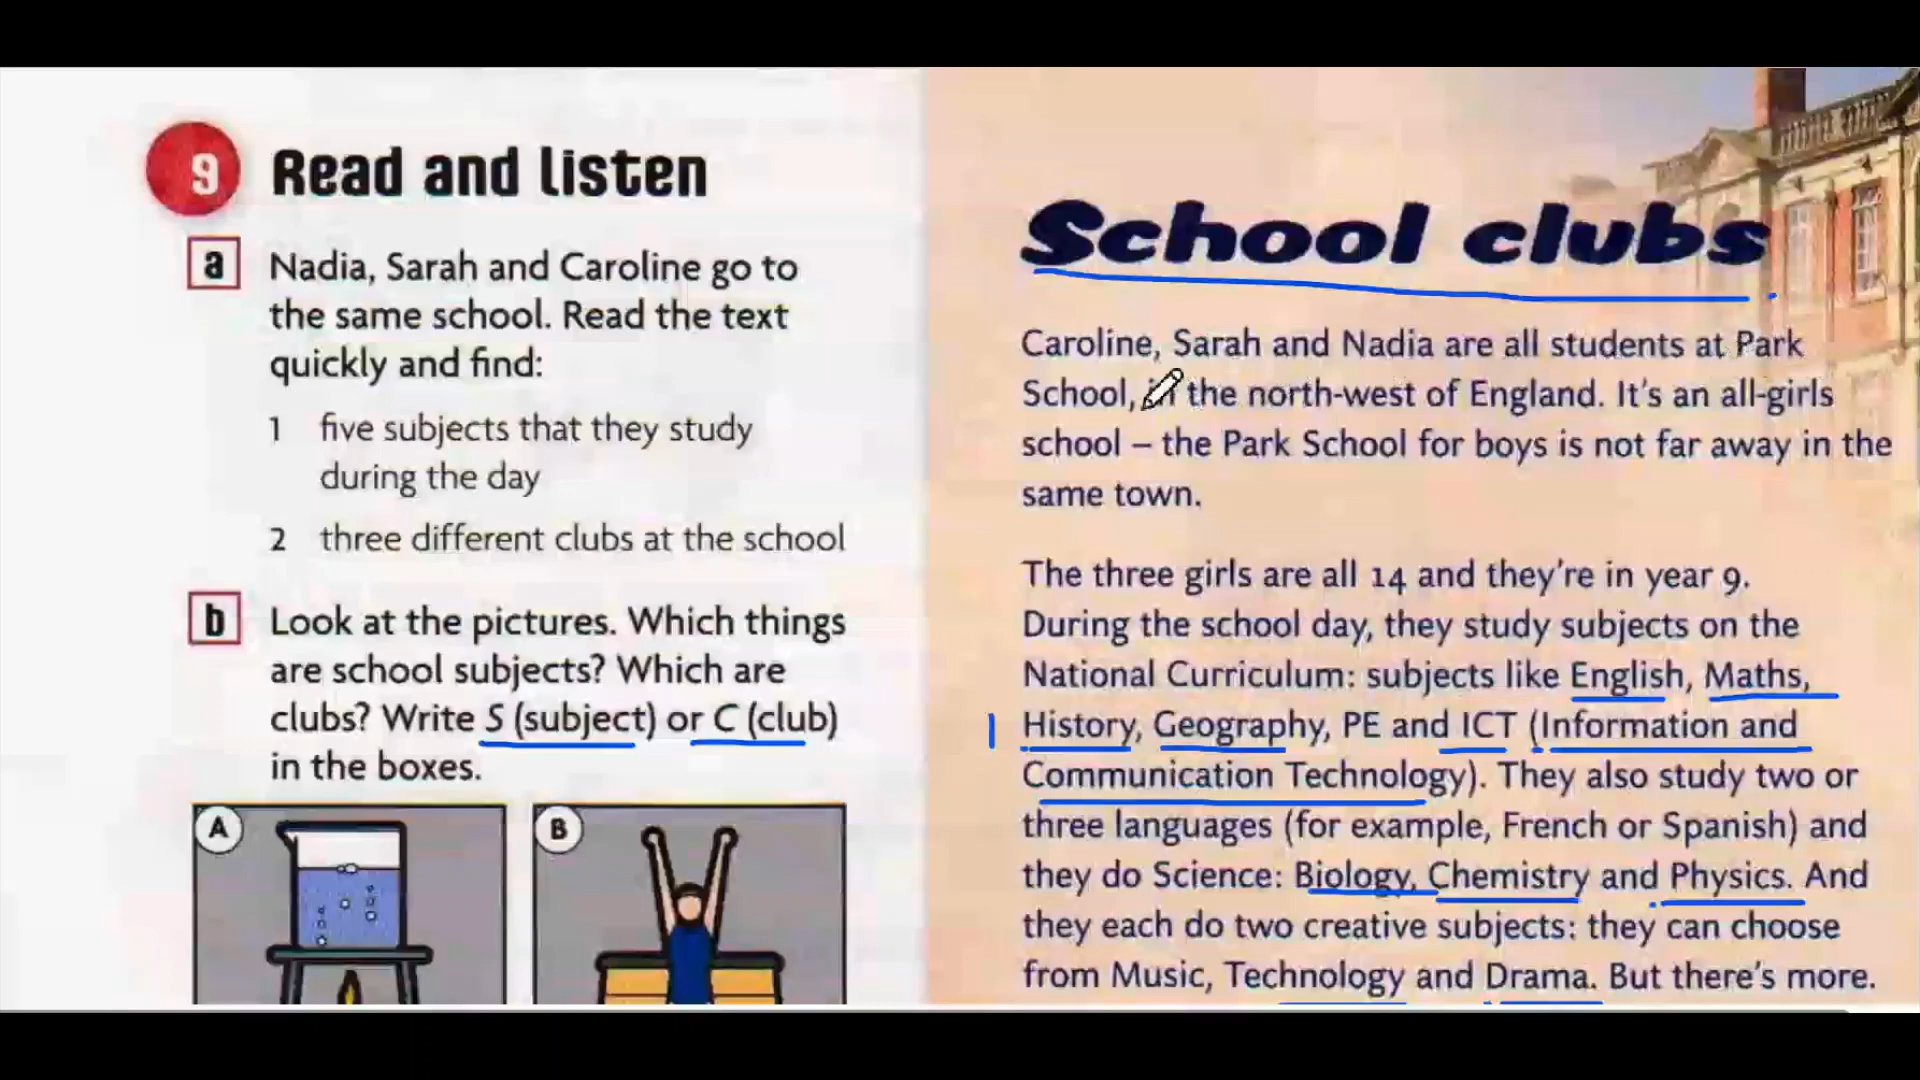 9 Read and listen
a Nadia, Sarah and Caroline go to
the same school. Read the text
quickly and find:
1 five subjects that they study
during the day
2 three different clubs at the school
b Look at the pictures. Which things
are school subjects? Which are
clubs? Write S (subject) or C (club)
in the boxes.
A
B
School clubs
Caroline, Sarah and Nadia are all students at Park
School, in the north-west of England. It's an all-girls
school – the Park School for boys is not far away in the
same town.
The three girls are all 14 and they're in year 9.
During the school day, they study subjects on the
National Curriculum: subjects like English, Maths,
History, Geography, PE and ICT (Information and
Communication Technology). They also study two or
three languages (for example, French or Spanish) and
they do Science: Biology, Chemistry and Physics. And
they each do two creative subjects: they can choose
from Music, Technology and Drama. But there's more.